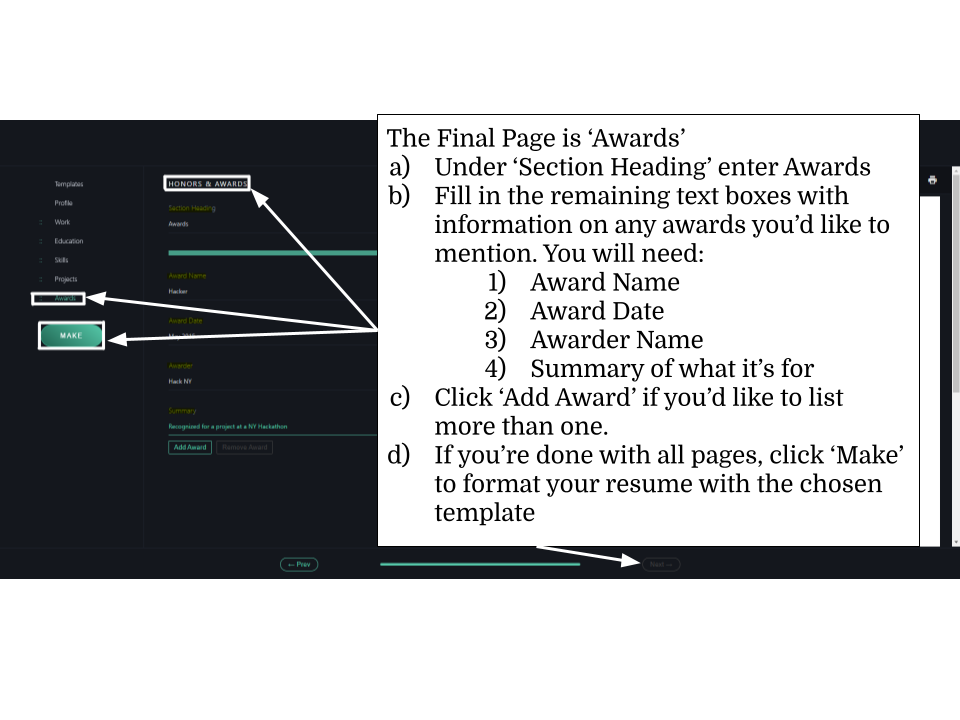 Templates
Profile
Work
Education
Skills
Projects
Awards
MAKE
HONORS & AWARDS
Section Heading
Awards
Award Name
Hacker
Award Date
May 2018
Awarder
Hack NY
Summary
Recognized for a project at a NY Hackathon
Add Award Remove Award
The Final Page is ‘Awards’
a) Under ‘Section Heading’ enter Awards
b) Fill in the remaining text boxes with
information on any awards you’d like to
mention. You will need:
1) Award Name
2) Award Date
3) Awarder Name
4) Summary of what it’s for
c) Click ‘Add Award’ if you’d like to list
more than one.
d) If you’re done with all pages, click ‘Make’
to format your resume with the chosen
template
← Prev
Next →